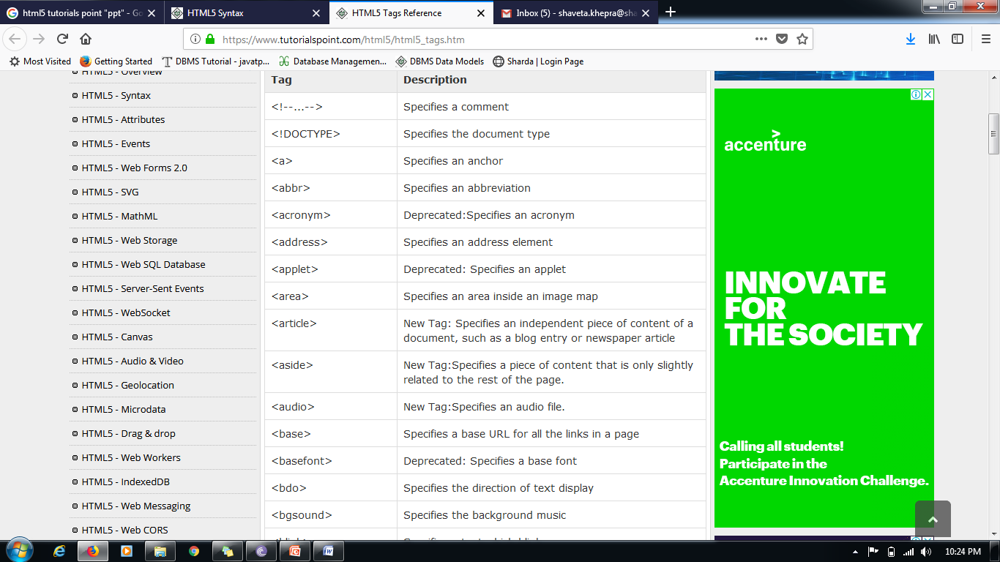 html5 tutorials point "ppt" - Go
HTML5 Syntax
HTML5 Tags Reference
Inbox (5) - shaveta.khepra@sha
https://www.tutorialspoint.com/html5/html5_tags.htm
Most Visited
Getting Started
DBMS Tutorial - javatp...
Database Managemen...
DBMS Data Models
Sharda | Login Page
HTML5 - Overview
HTML5 - Syntax
HTML5 - Attributes
HTML5 - Events
HTML5 - Web Forms 2.0
HTML5 - SVG
HTML5 - MathML
HTML5 - Web Storage
HTML5 - Web SQL Database
HTML5 - Server-Sent Events
HTML5 - WebSocket
HTML5 - Canvas
HTML5 - Audio & Video
HTML5 - Geolocation
HTML5 - Microdata
HTML5 - Drag & drop
HTML5 - Web Workers
HTML5 - IndexedDB
HTML5 - Web Messaging
HTML5 - Web CORS
Tag Description
<!--...--> Specifies a comment
<!DOCTYPE> Specifies the document type
<a> Specifies an anchor
<abbr> Specifies an abbreviation
<acronym> Deprecated:Specifies an acronym
<address> Specifies an address element
<applet> Deprecated: Specifies an applet
<area> Specifies an area inside an image map
<article> New Tag: Specifies an independent piece of content of a
document, such as a blog entry or newspaper article
<aside> New Tag:Specifies a piece of content that is only slightly
related to the rest of the page.
<audio> New Tag:Specifies an audio file.
<base> Specifies a base URL for all the links in a page
<basefont> Deprecated: Specifies a base font
<bdo> Specifies the direction of text display
<bgsound> Specifies the background music
accenture
INNOVATE
FOR
THE SOCIETY
Calling all students!
Participate in the
Accenture Innovation Challenge.
10:24 PM